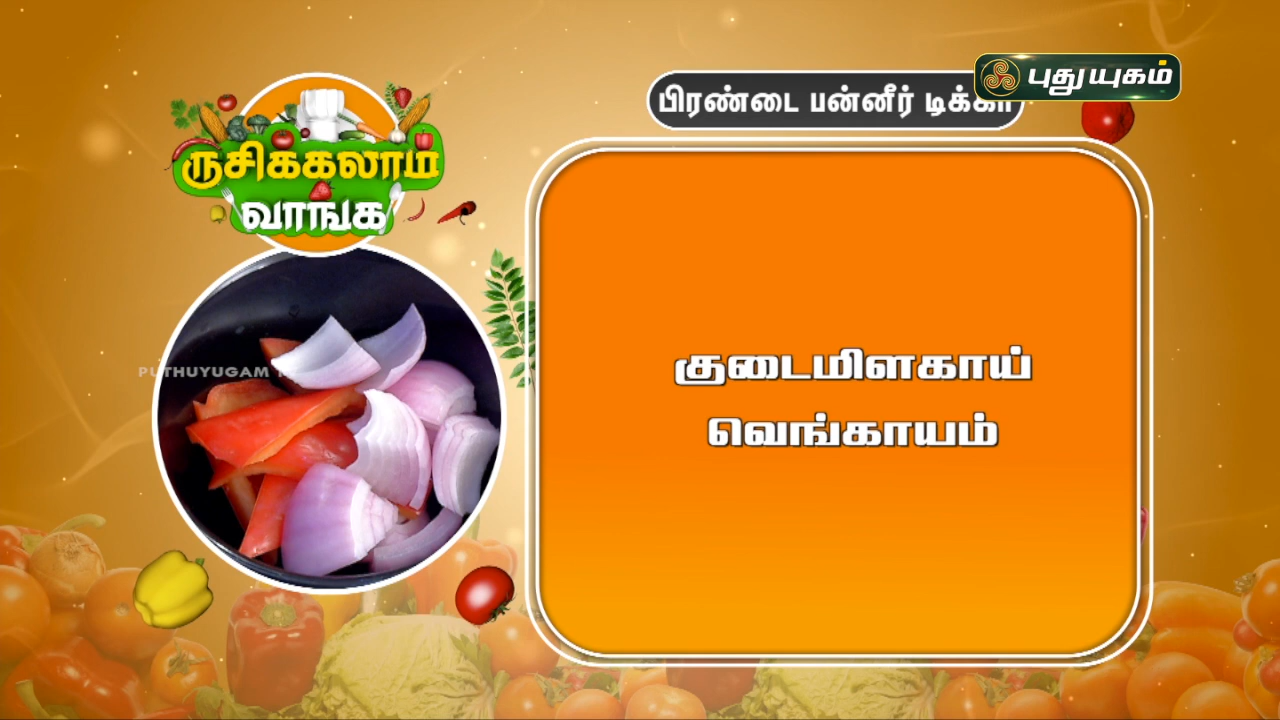 பிரண்டை பன்னீர் டிக்கா
புதுயுகம்
ருசிக்கலாம்
வாங்க
PUTHUYUGAM
குடைமிளகாய்
வெங்காயம்